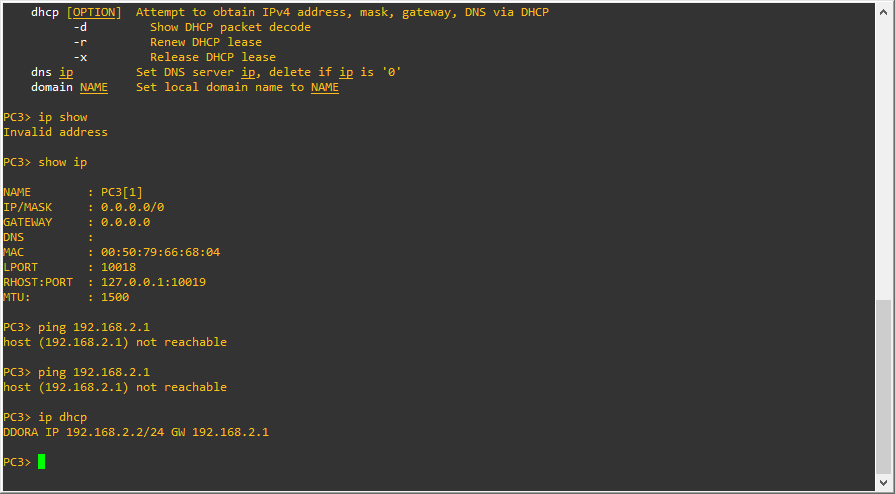 dhcp [OPTION]  Attempt to obtain IPv4 address, mask, gateway, DNS via DHCP
      -d         Show DHCP packet decode
      -r         Renew DHCP lease
      -x         Release DHCP lease
dns ip         Set DNS server ip, delete if ip is '0'
domain NAME    Set local domain name to NAME
PC3> ip show
Invalid address
PC3> show ip
NAME        : PC3[1]
IP/MASK     : 0.0.0.0/0
GATEWAY     : 0.0.0.0
DNS         :
MAC         : 00:50:79:66:68:04
LPORT       : 10018
RHOST:PORT  : 127.0.0.1:10019
MTU:        : 1500
PC3> ping 192.168.2.1
host (192.168.2.1) not reachable
PC3> ping 192.168.2.1
host (192.168.2.1) not reachable
PC3> ip dhcp
DDORA IP 192.168.2.2/24 GW 192.168.2.1
PC3>